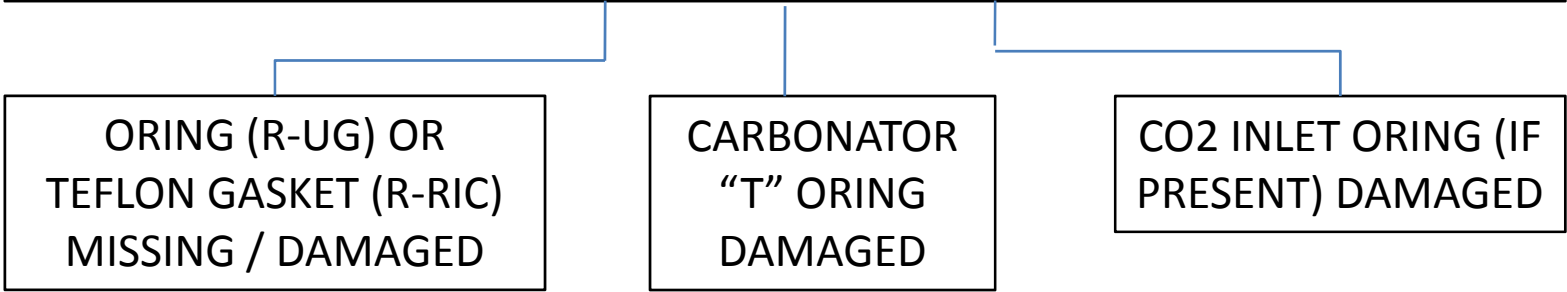 ORING (R-UG) OR
TEFLON GASKET (R-RIC)
MISSING / DAMAGED
CARBONATOR
“T” ORING
DAMAGED
CO2 INLET ORING (IF
PRESENT) DAMAGED